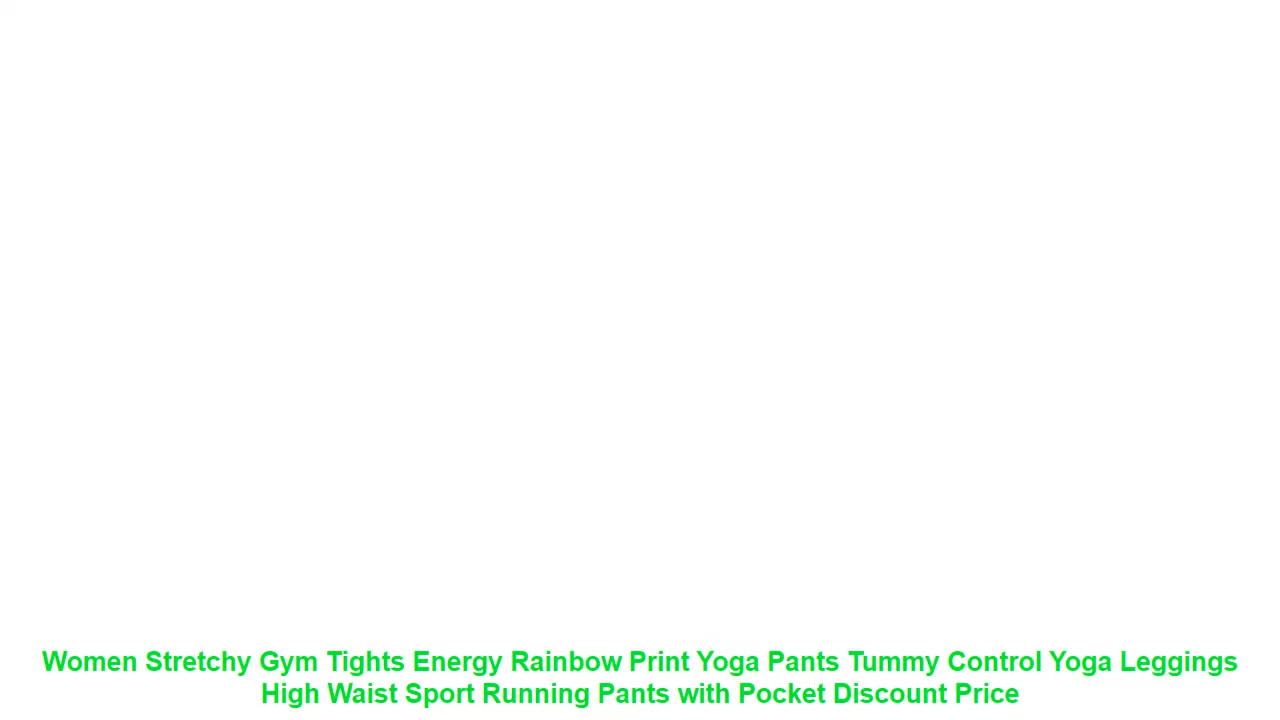 Women Stretchy Gym Tights Energy Rainbow Print Yoga Pants Tummy Control Yoga Leggings
High Waist Sport Running Pants with Pocket Discount Price